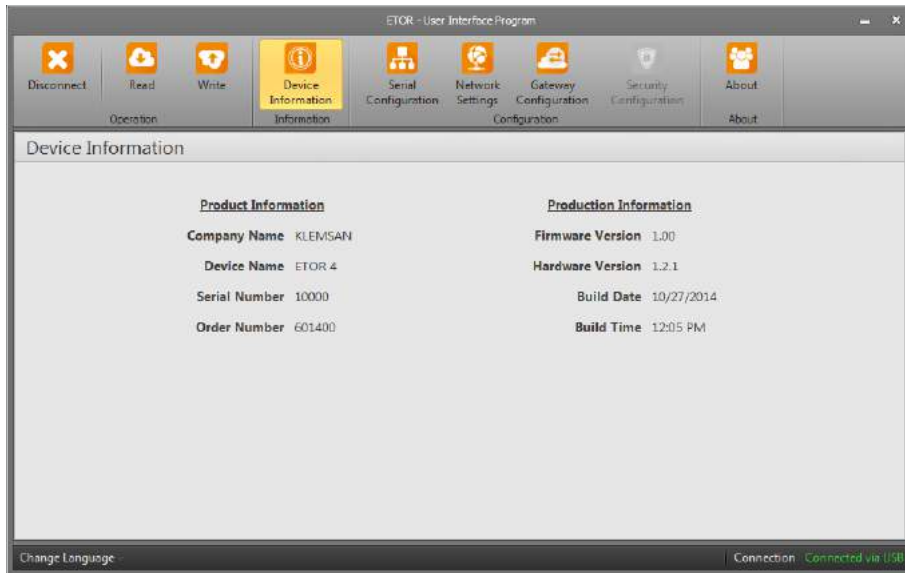 ETOR - User Interface Program
Disconnect
Read
Write
Device
Information
Serial
Configuration
Network
Settings
Gateway
Configuration
Security
Configuration
About
Operation
Information
Configuration
About
Device Information
Product Information
Company Name KLEMSAN
Device Name ETOR 4
Serial Number 10000
Order Number 601400
Production Information
Firmware Version 1.00
Hardware Version 1.2.1
Build Date 10/27/2014
Build Time 12:05 PM
Change Language
Connection Connected via USB